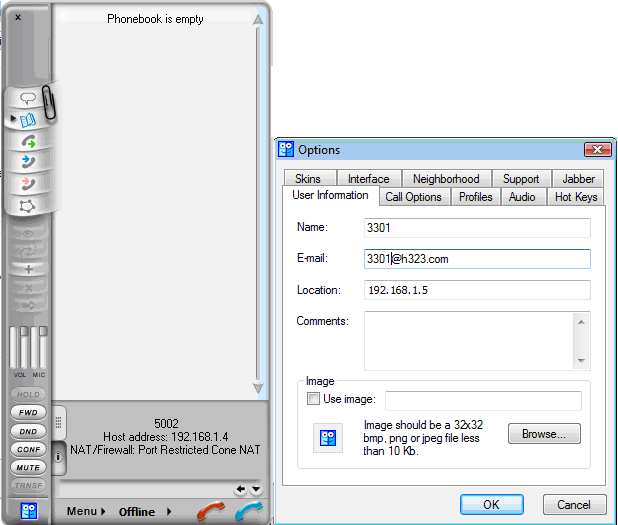 x
Phonebook is empty
VOL MIC
HOLD
FWD
DND
CONF
MUTE
TRNSF
i
5002
Host address: 192.168.1.4
NAT/Firewall: Port Restricted Cone NAT
Menu Offline
Options
Skins Interface Neighborhood Support Jabber
User Information Call Options Profiles Audio Hot Keys
Name: 3301
E-mail: 3301@h323.com
Location: 192.168.1.5
Comments:
Image
Use image:
Image should be a 32x32
bmp, png or jpeg file less
than 10 Kb.
Browse...
OK Cancel